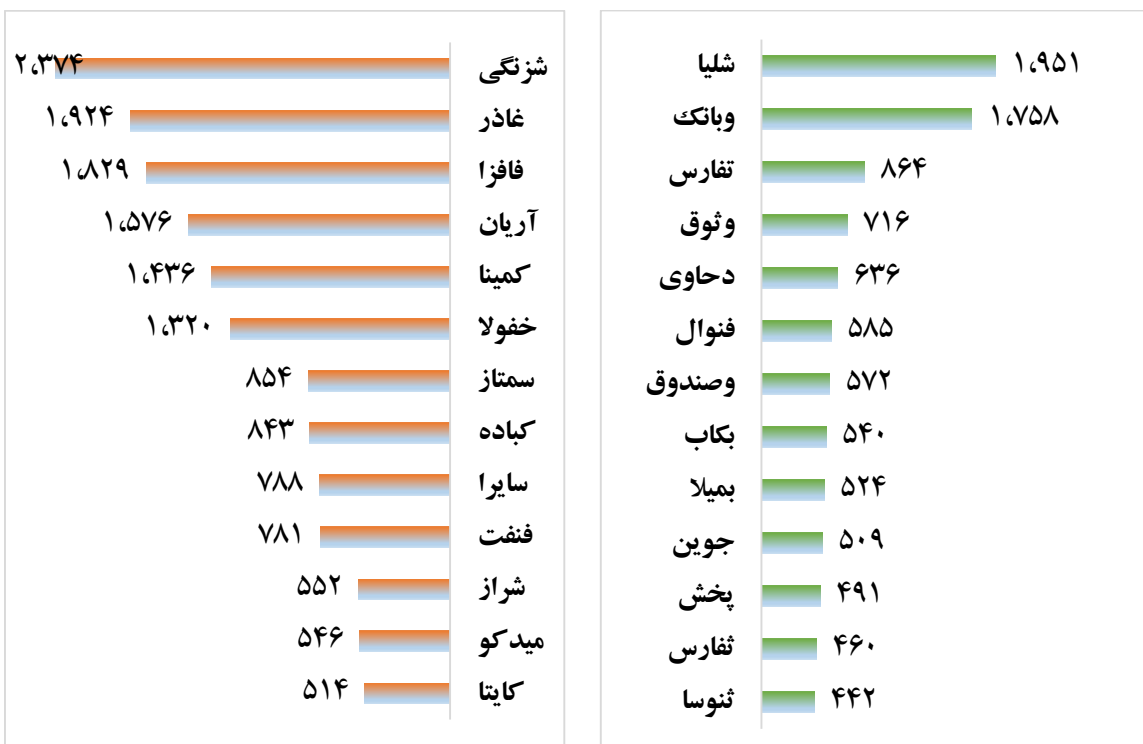 شلیا ۱،۹۵۱
وبانک ۱،۷۵۸
تفارس ۸۶۴
وثوق ۷۱۶
دحاوی ۶۳۶
فنوال ۵۸۵
وصندوق ۵۷۲
بکاب ۵۴۰
بمیلا ۵۲۴
جوین ۵۰۹
پخش ۴۹۱
ثفارس ۴۶۰
ثنوسا ۴۴۲
شزنگی ۲،۳۷۴
غاذر ۱،۹۲۴
فافزا ۱،۸۲۹
آریان ۱،۵۷۶
کمینا ۱،۴۳۶
خفولا ۱،۳۲۰
سمتاز ۸۵۴
کباده ۸۴۳
سایرا ۷۸۸
فنفت ۷۸۱
شراز ۵۵۲
میدکو ۵۴۶
کایتا ۵۱۴